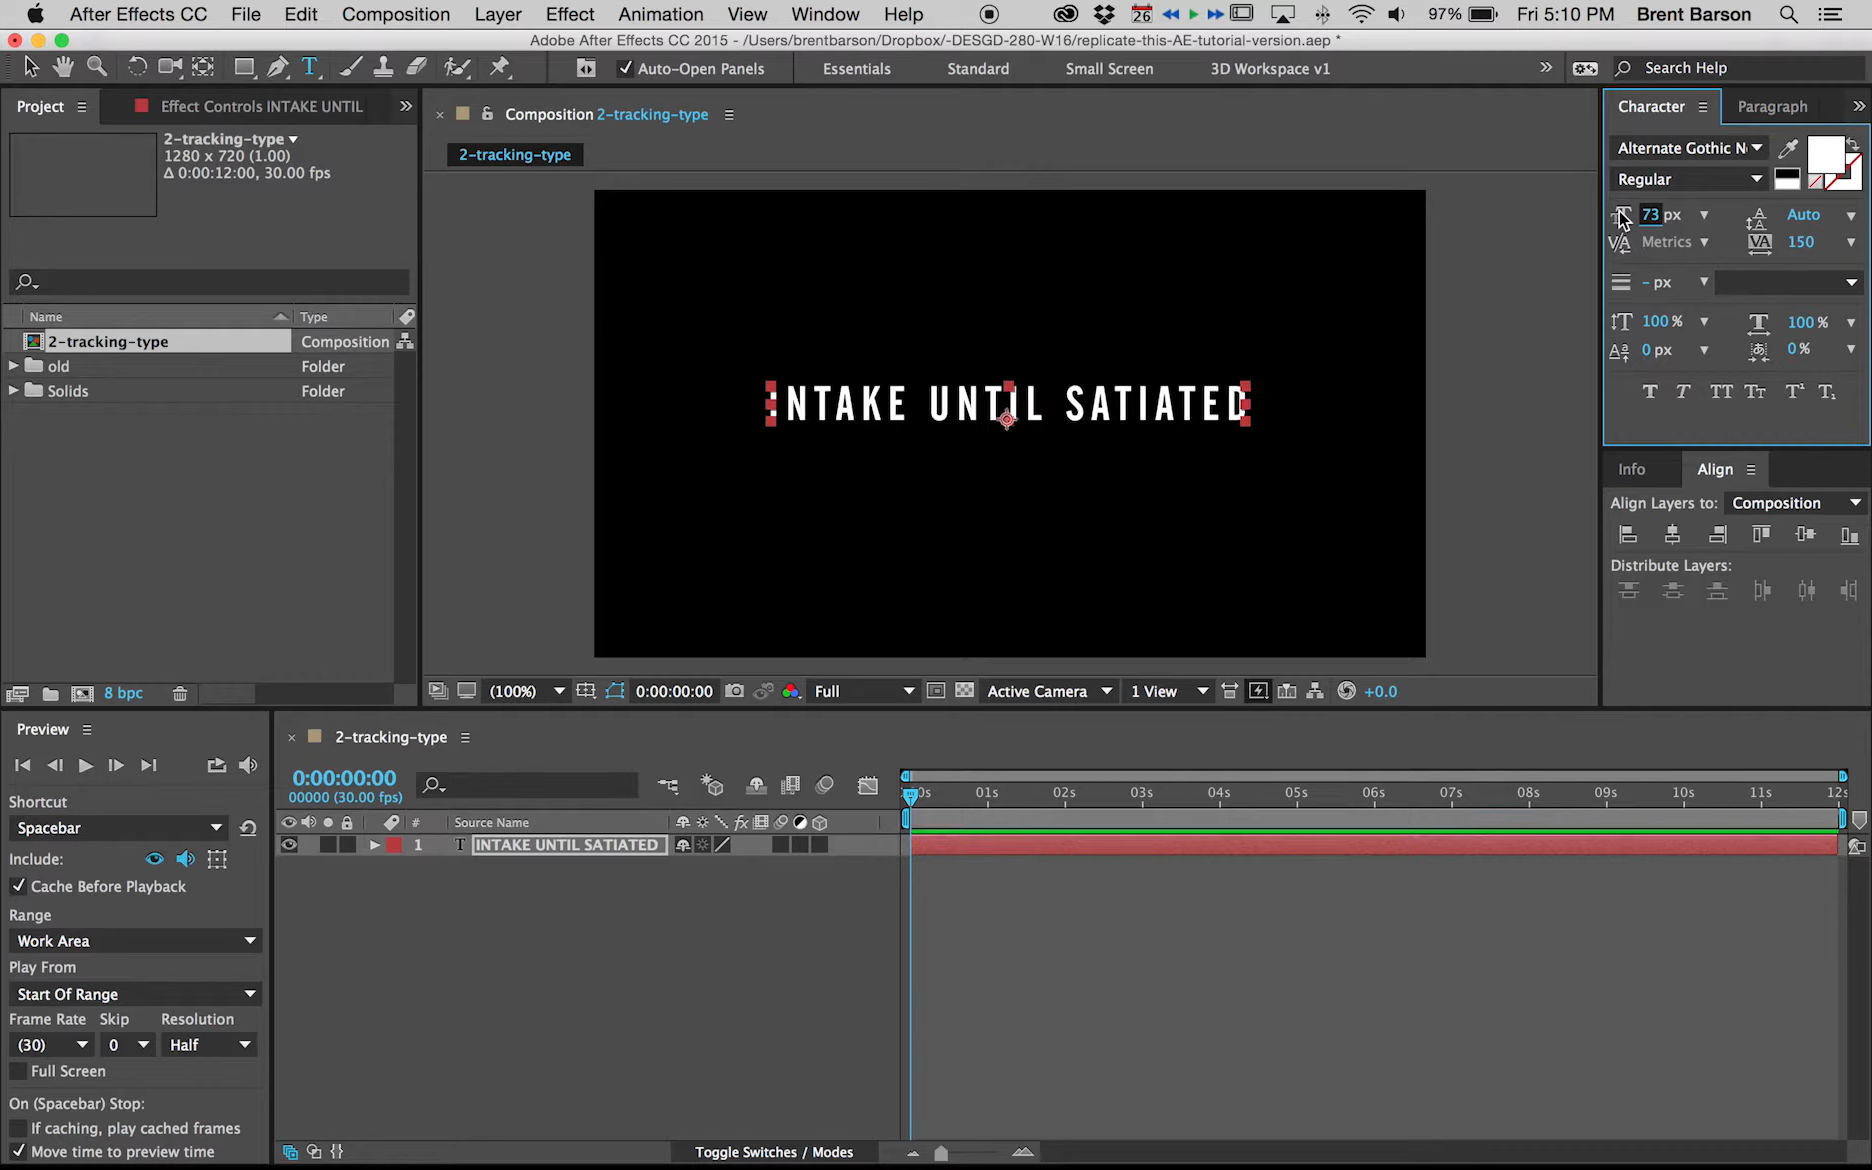 After Effects CC File Edit Composition Layer Effect Animation View Window Help 26 97% Fri 5:10 PM Brent Barson
Adobe After Effects CC 2015 - /Users/brentbarson/Dropbox/-DESGD-280-W16/replicate-this-AE-tutorial-version.aep *
Auto-Open Panels Essentials Standard Small Screen 3D Workspace v1 Search Help
Project Effect Controls INTAKE UNTIL
2-tracking-type
1280 x 720 (1.00)
Δ 0:00:12:00, 30.00 fps
Name Type
2-tracking-type Composition
old Folder
Solids Folder
8 bpc
Composition 2-tracking-type
2-tracking-type
INTAKE UNTIL SATIATED
(100%) 0:00:00:00 Full Active Camera 1 View +0.0
Character Paragraph
Alternate Gothic N
Regular
73 px Auto
Metrics 150
- px
100 % 100 %
0 px 0 %
Info Align
Align Layers to: Composition
Distribute Layers:
Preview
Shortcut
Spacebar
Include:
Cache Before Playback
Range
Work Area
Play From
Start Of Range
Frame Rate Skip Resolution
(30) 0 Half
Full Screen
On (Spacebar) Stop:
If caching, play cached frames
Move time to preview time
2-tracking-type
0:00:00:00
00000 (30.00 fps)
0s 01s 02s 03s 04s 05s 06s 07s 08s 09s 10s 11s 12s
# Source Name
1 T INTAKE UNTIL SATIATED
Toggle Switches / Modes